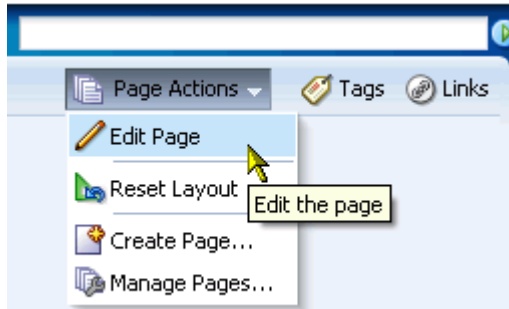 Page Actions Tags Links
Edit Page
Reset Layout
Edit the page
Create Page...
Manage Pages...